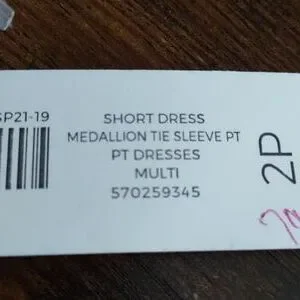 SP21-19
SHORT DRESS
MEDALLION TIE SLEEVE PT
PT DRESSES
MULTI
570259345
2P